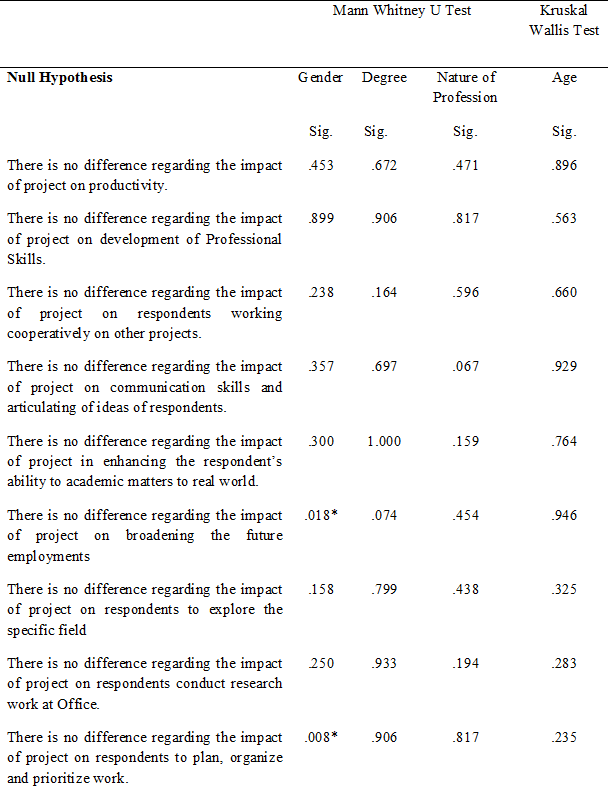 Mann Whitney U Test Kruskal
Wallis Test
Null Hypothesis Gender Degree Nature of Age
Profession
Sig. Sig. Sig. Sig.
There is no difference regarding the impact .453 .672 .471 .896
of project on productivity.
There is no difference regarding the impact .899 .906 .817 .563
of project on development of Professional
Skills.
There is no difference regarding the impact .238 .164 .596 .660
of project on respondents working
cooperatively on other projects.
There is no difference regarding the impact .357 .697 .067 .929
of project on communication skills and
articulating of ideas of respondents.
There is no difference regarding the impact .300 1.000 .159 .764
of project in enhancing the respondent's
ability to academic matters to real world.
There is no difference regarding the impact .018* .074 .454 .946
of project on broadening the future
employments
There is no difference regarding the impact .158 .799 .438 .325
of project on respondents to explore the
specific field
There is no difference regarding the impact .250 .933 .194 .283
of project on respondents conduct research
work at Office.
There is no difference regarding the impact .008* .906 .817 .235
of project on respondents to plan, organize
and prioritize work.